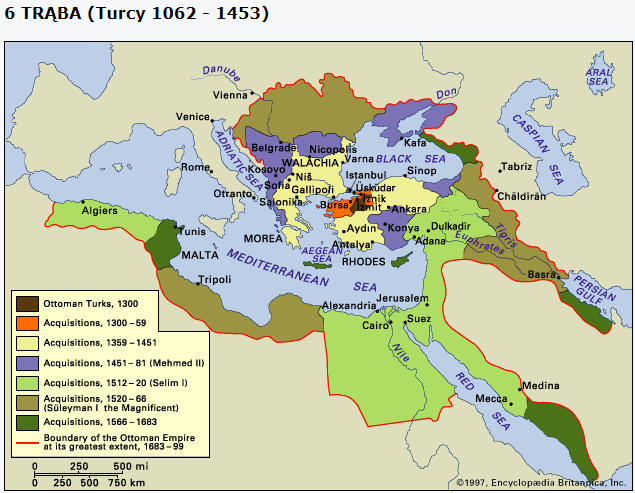 6 TRĄBA (Turcy 1062 - 1453)
ARAL
SEA
Danube
Vienna
Don
Venice
CASPIAN
SEA
ADRIATIC SEA
Belgrade
Nicopolis
Kafa
WALACHIA
Varna
BLACK SEA
Rome
Kosovo
Niš
Istanbul
Sinop
Tabriz
Sofia
Üsküdar
Otranto
Salonika
Gallipoli
Bursa
İznik
İzmit
Ankara
Chāldirān
Algiers
Aydın
Konya
Dulkadir
Tigris
Tunis
MOREA
Antalya
Adana
Euphrates
MALTA
AEGEAN
SEA
RHODES
MEDITERRANEAN SEA
Basra
PERSIAN
GULF
Tripoli
Jerusalem
Alexandria
Cairo
Suez
Nile
RED
SEA
Medina
Mecca
Ottoman Turks, 1300
Acquisitions, 1300-59
Acquisitions, 1359-1451
Acquisitions, 1451-81 (Mehmed II)
Acquisitions, 1512-20 (Selim I)
Acquisitions, 1520-66
(Süleyman I the Magnificent)
Acquisitions, 1566-1683
Boundary of the Ottoman Empire
at its greatest extent, 1683-99
0 250 500 mi
0 250 500 750 km
©1997, Encyclopædia Britannica, Inc.